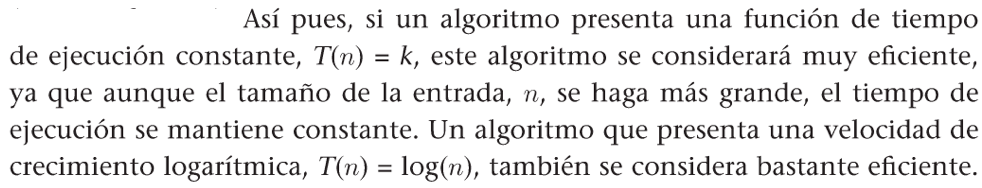 Así pues, si un algoritmo presenta una función de tiempo
de ejecución constante, T(n) = k, este algoritmo se considerará muy eficiente,
ya que aunque el tamaño de la entrada, n, se haga más grande, el tiempo de
ejecución se mantiene constante. Un algoritmo que presenta una velocidad de
crecimiento logarítmica, T(n) = log(n), también se considera bastante eficiente.